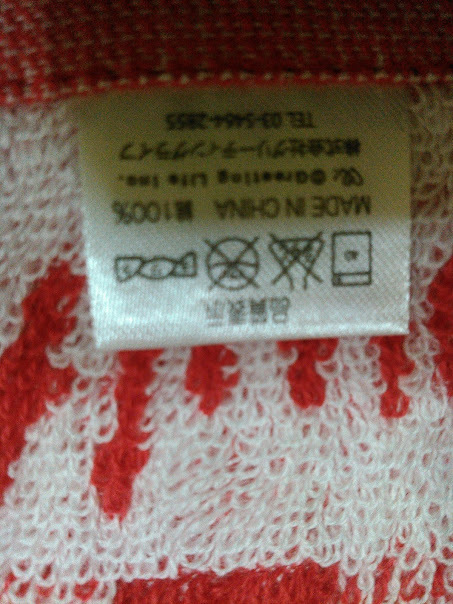 品質表示
MADE IN CHINA 綿100%
©Greeting Life Inc.
株式会社グリーティングライフ
TEL 03-5464-2855